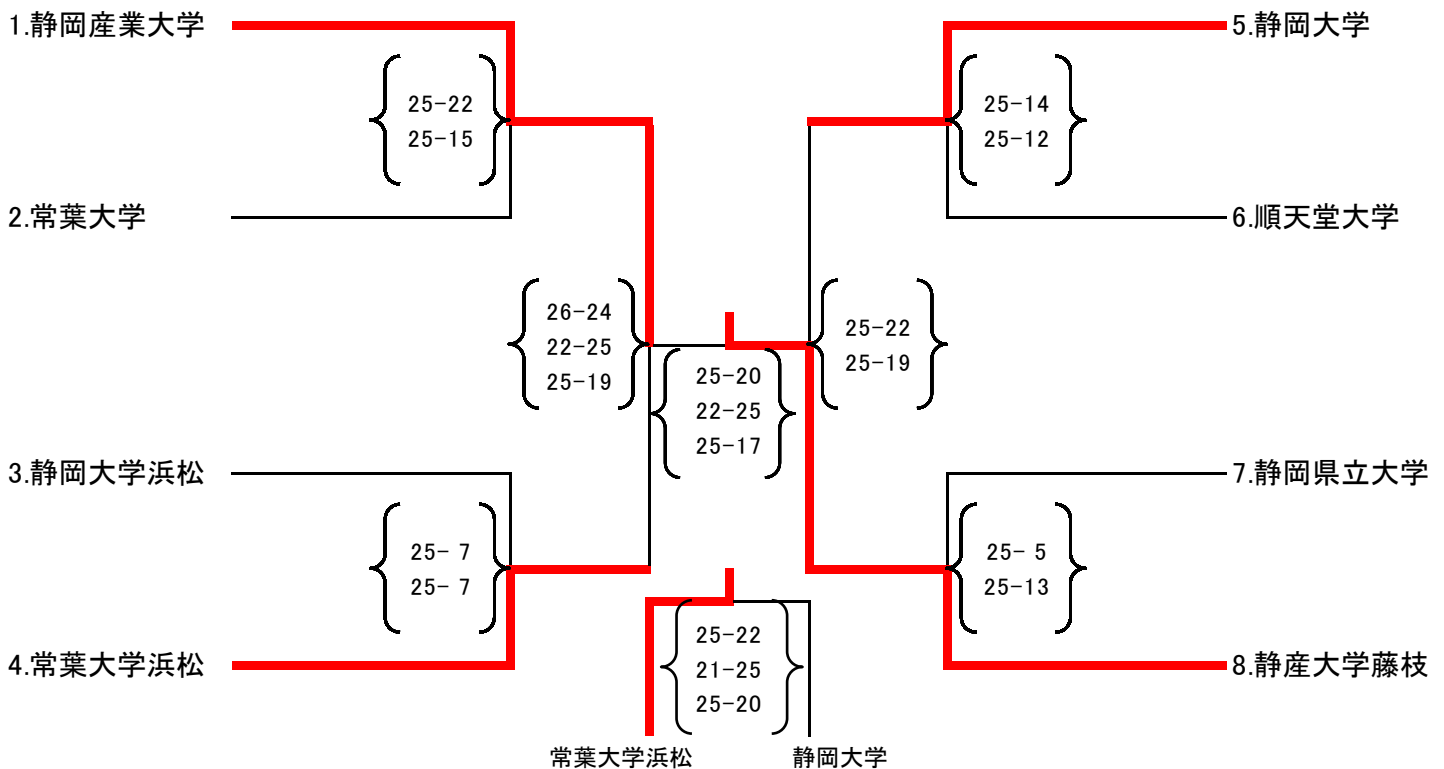 1.静岡産業大学
5.静岡大学
25-22
25-15
25-14
25-12
2.常葉大学
6.順天堂大学
26-24
22-25
25-19
25-22
25-19
25-20
22-25
25-17
3.静岡大学浜松
7.静岡県立大学
25- 7
25- 7
25- 5
25-13
4.常葉大学浜松
8.静産大学藤枝
25-22
21-25
25-20
常葉大学浜松
静岡大学